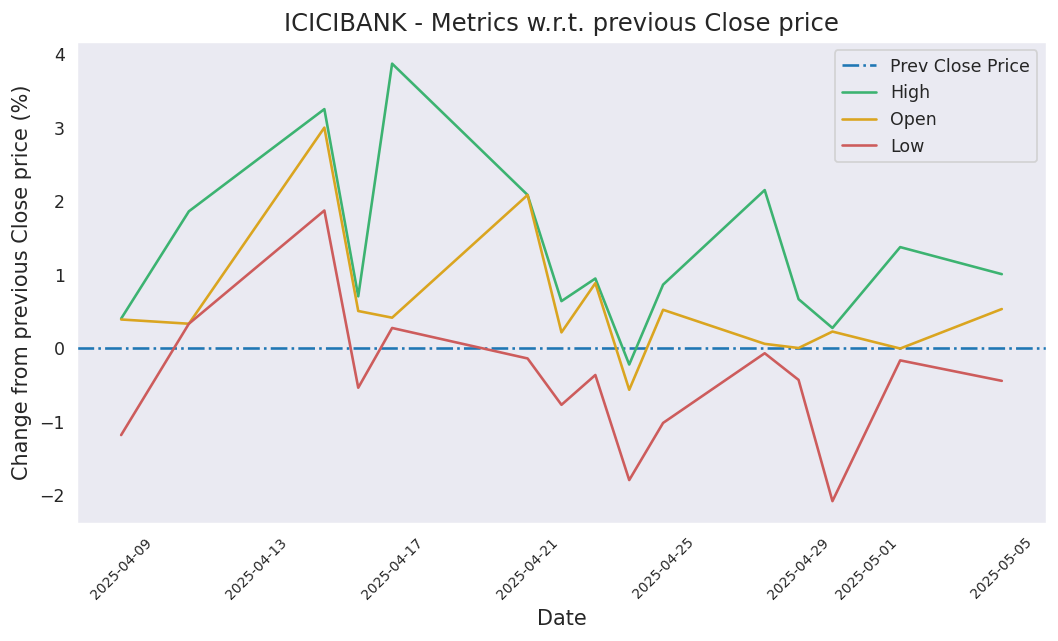 ICICIBANK - Metrics w.r.t. previous Close price
Change from previous Close price (%)
4
3
2
1
0
−1
−2
Prev Close Price
High
Open
Low
2025-04-09
2025-04-13
2025-04-17
2025-04-21
2025-04-25
2025-04-29
2025-05-01
2025-05-05
Date